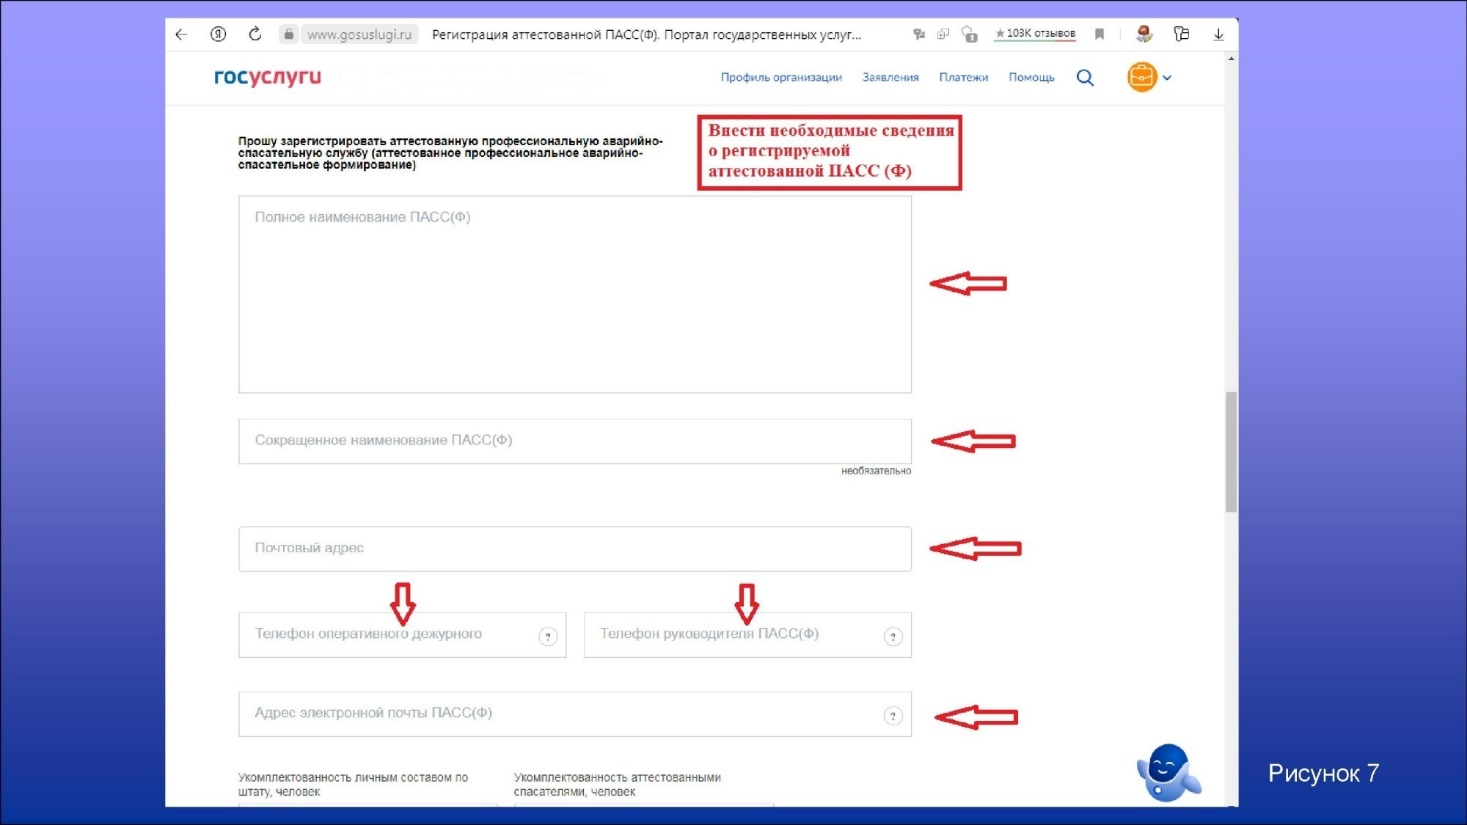 www.gosuslugi.ru Регистрация аттестованной ПАСС(Ф). Портал государственных услуг... ★ 103K отзывов
госуслуги Профиль организации Заявления Платежи Помощь
Прошу зарегистрировать аттестованную профессиональную аварийно-
спасательную службу (аттестованное профессиональное аварийно-
спасательное формирование)
Внести необходимые сведения
о регистрируемой
аттестованной ПАСС (Ф)
Полное наименование ПАСС(Ф)
Сокращенное наименование ПАСС(Ф)
необязательно
Почтовый адрес
Телефон оперативного дежурного ?
Телефон руководителя ПАСС(Ф) ?
Адрес электронной почты ПАСС(Ф) ?
Укомплектованность личным составом по
штату, человек
Укомплектованность аттестованными
спасателями, человек
Рисунок 7